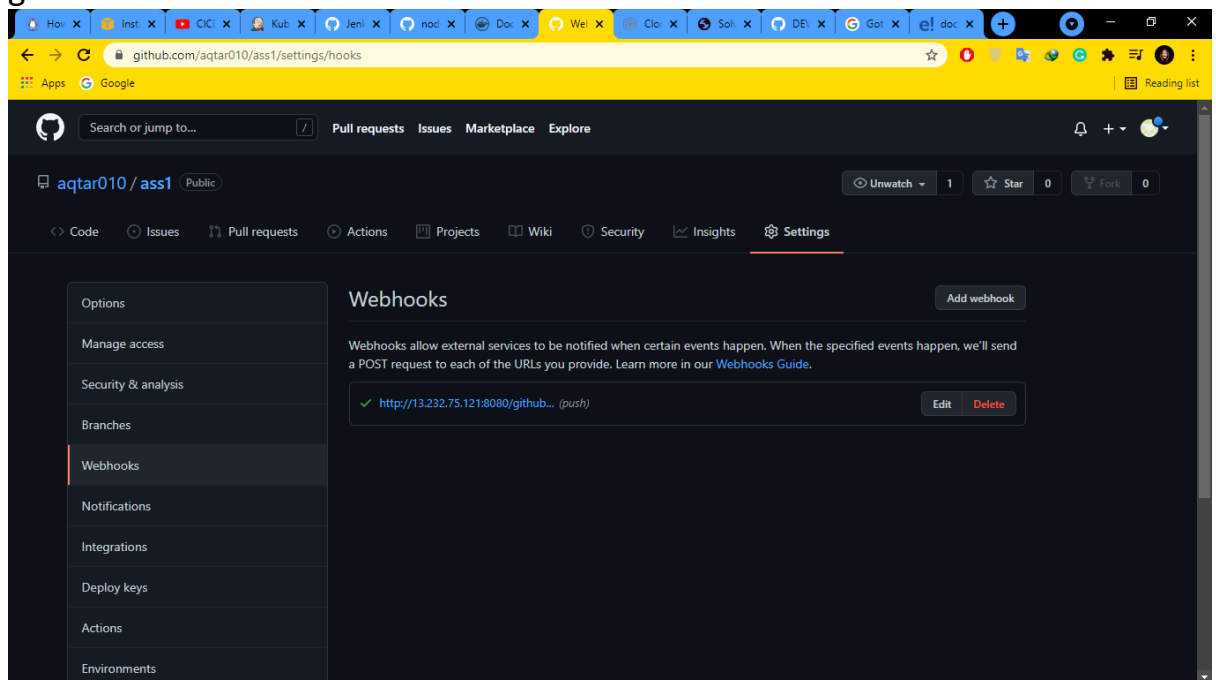 g
How
Inst
CICI
Kub
Jenk
nod
Doc
Wel
Clo
Solv
DEV
Got
doc
github.com/aqtar010/ass1/settings/hooks
Apps Google Reading list
Search or jump to... / Pull requests Issues Marketplace Explore
aqtar010 / ass1 Public Unwatch 1 Star 0 Fork 0
Code Issues Pull requests Actions Projects Wiki Security Insights Settings
Options
Manage access
Security & analysis
Branches
Webhooks
Notifications
Integrations
Deploy keys
Actions
Environments
Webhooks Add webhook
Webhooks allow external services to be notified when certain events happen. When the specified events happen, we'll send
a POST request to each of the URLs you provide. Learn more in our Webhooks Guide.
http://13.232.75.121:8080/github... (push) Edit Delete